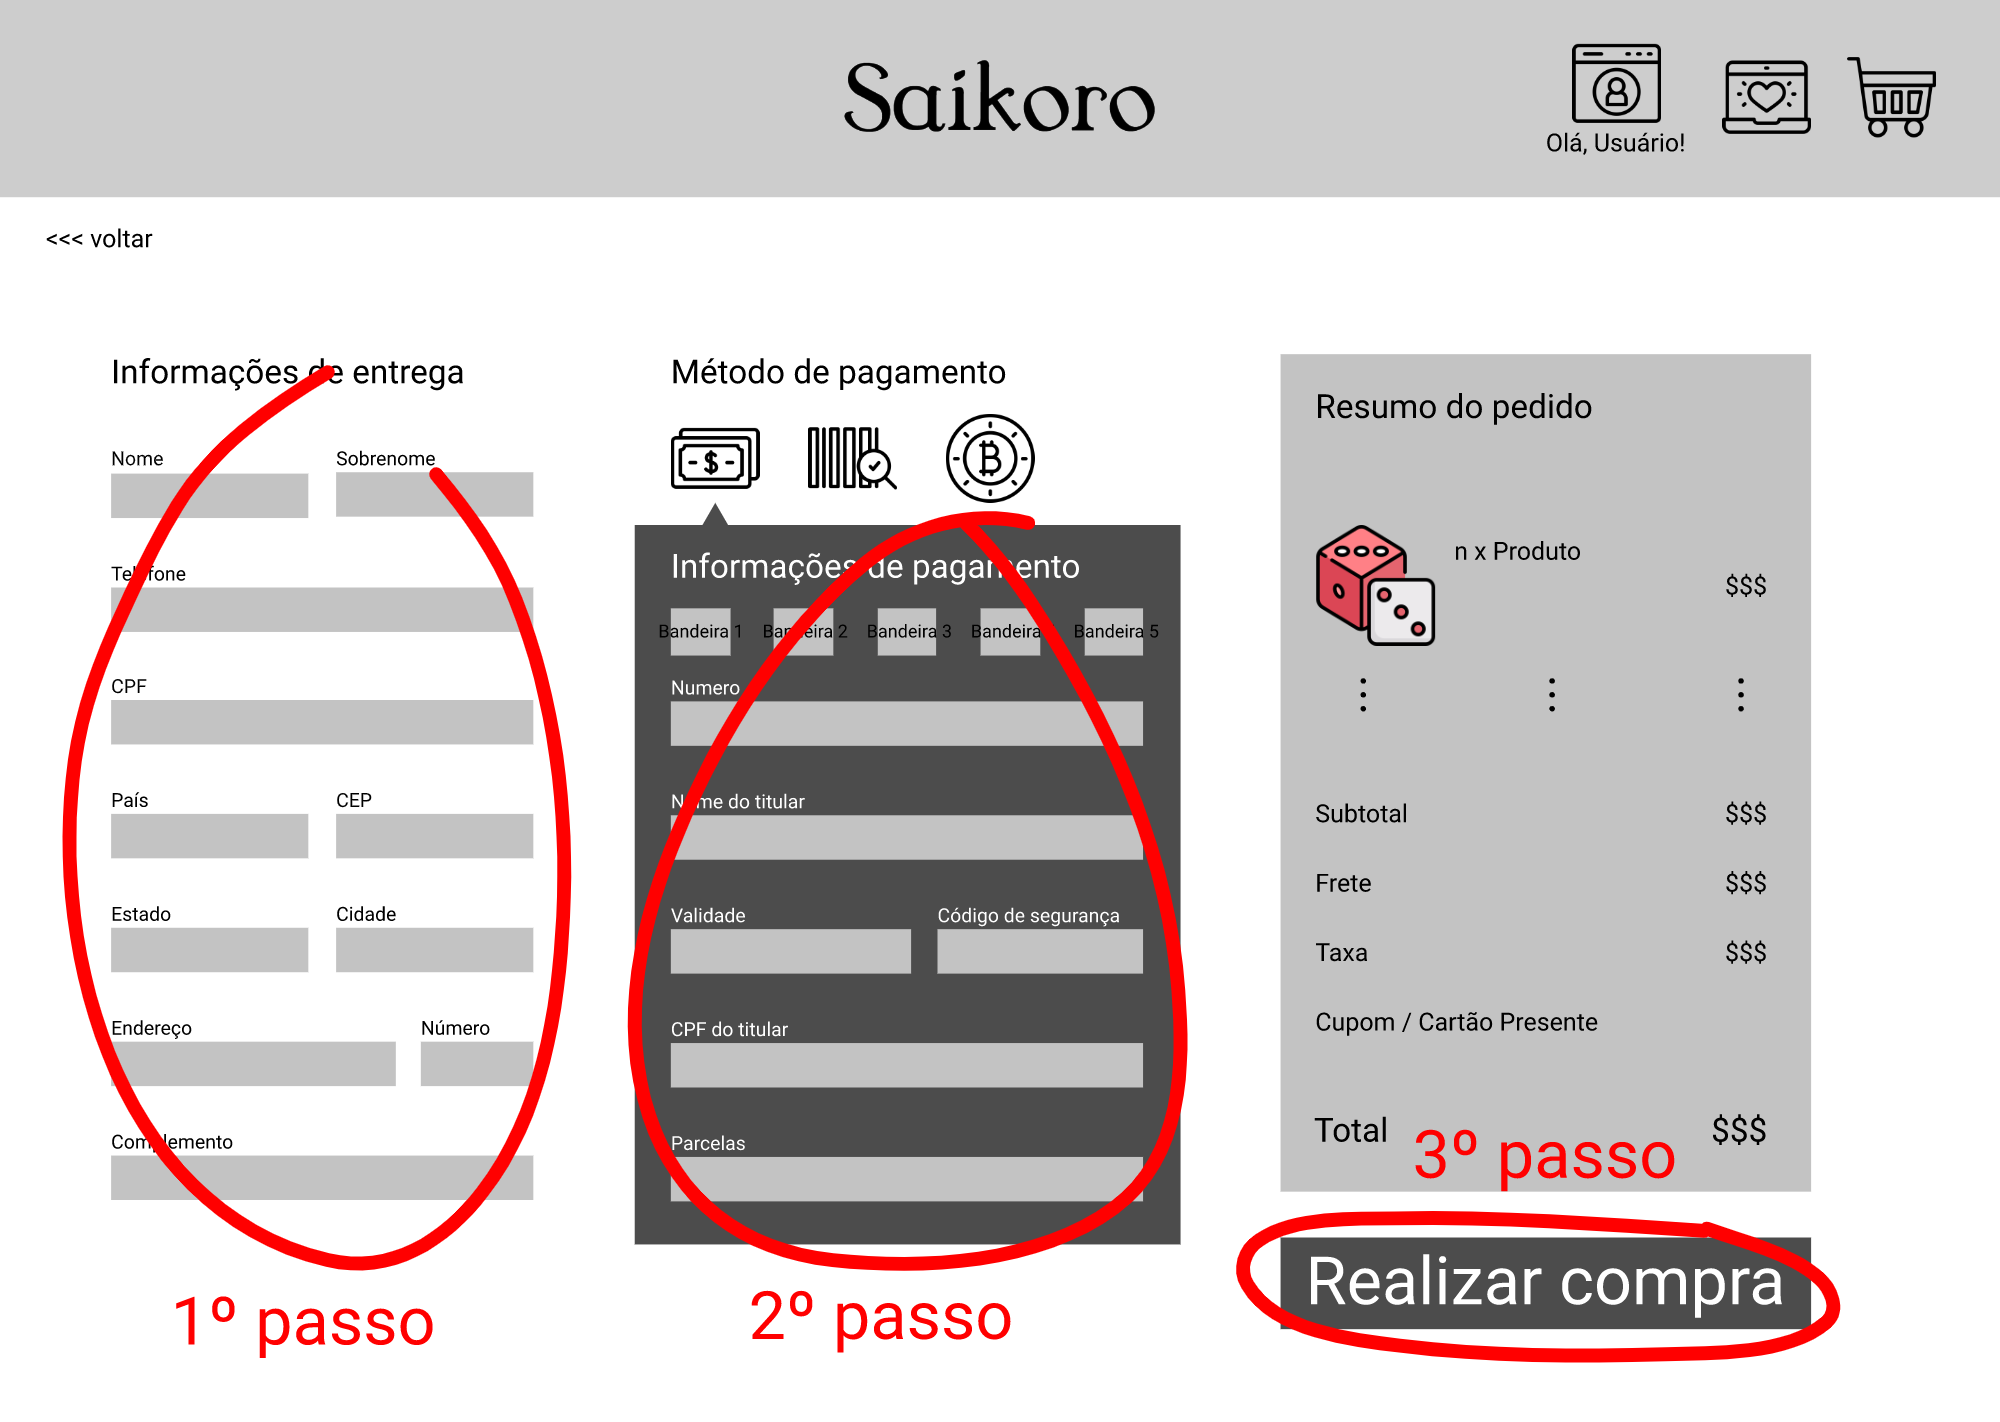 Saikoro
Olá, Usuário!
<<< voltar
Informações de entrega
Nome
Sobrenome
Telefone
CPF
País
CEP
Estado
Cidade
Endereço
Número
Complemento
1º passo
Método de pagamento
Informações de pagamento
Bandeira 1
Bandeira 2
Bandeira 3
Bandeira
Bandeira 5
Numero
Nome do titular
Validade
Código de segurança
CPF do titular
Parcelas
2º passo
Resumo do pedido
n x Produto
$$$
Subtotal
$$$
Frete
$$$
Taxa
$$$
Cupom / Cartão Presente
Total
$$$
3º passo
Realizar compra